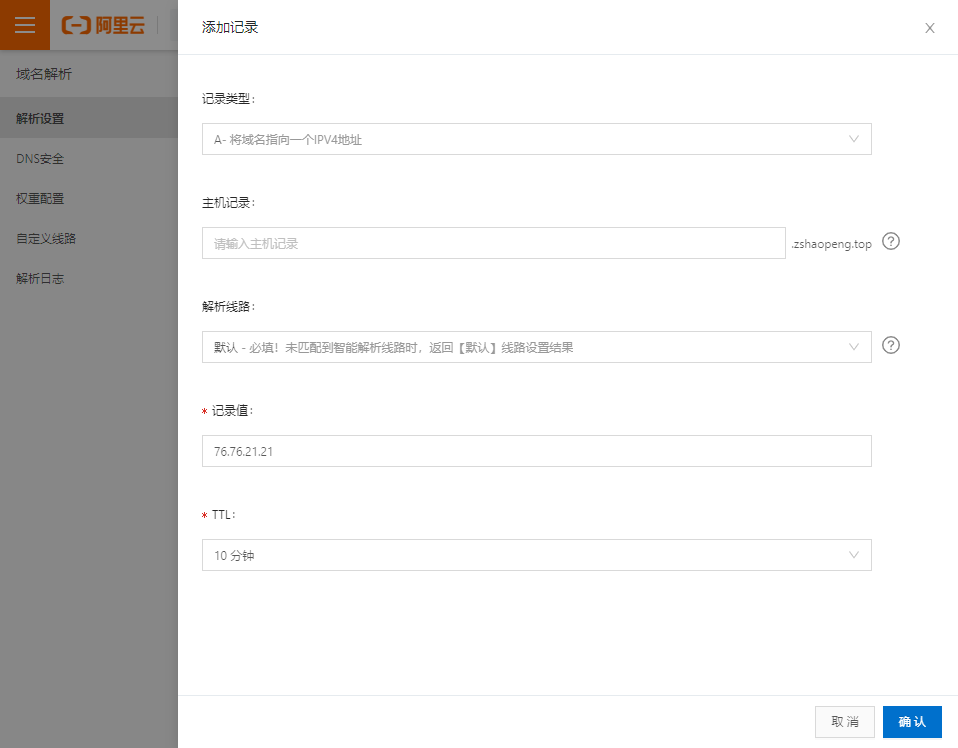 阿里云
域名解析
解析设置
DNS安全
权重配置
自定义线路
解析日志
添加记录
记录类型：
A- 将域名指向一个IPV4地址
主机记录：
请输入主机记录
.zshaopeng.top
解析线路：
默认 - 必填！未匹配到智能解析线路时，返回【默认】线路设置结果
* 记录值：
76.76.21.21
* TTL：
10 分钟
取消
确认